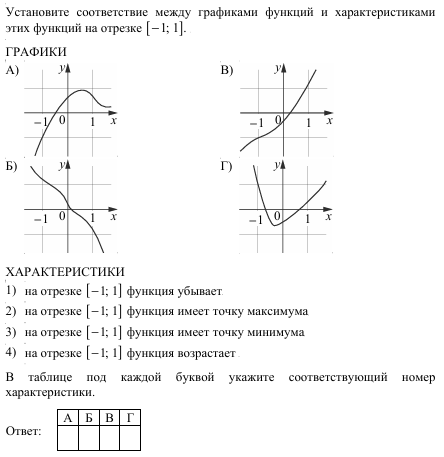 Установите соответствие между графиками функций и характеристиками
этих функций на отрезке [−1; 1].
ГРАФИКИ
А)
y
−1 0 1 x
В)
y
−1 0 1 x
Б)
y
−1 0 1 x
Г)
y
−1 0 1 x
ХАРАКТЕРИСТИКИ
1) на отрезке [−1; 1] функция убывает
2) на отрезке [−1; 1] функция имеет точку максимума
3) на отрезке [−1; 1] функция имеет точку минимума
4) на отрезке [−1; 1] функция возрастает
В таблице под каждой буквой укажите соответствующий номер
характеристики.
А Б В Г
Ответ: